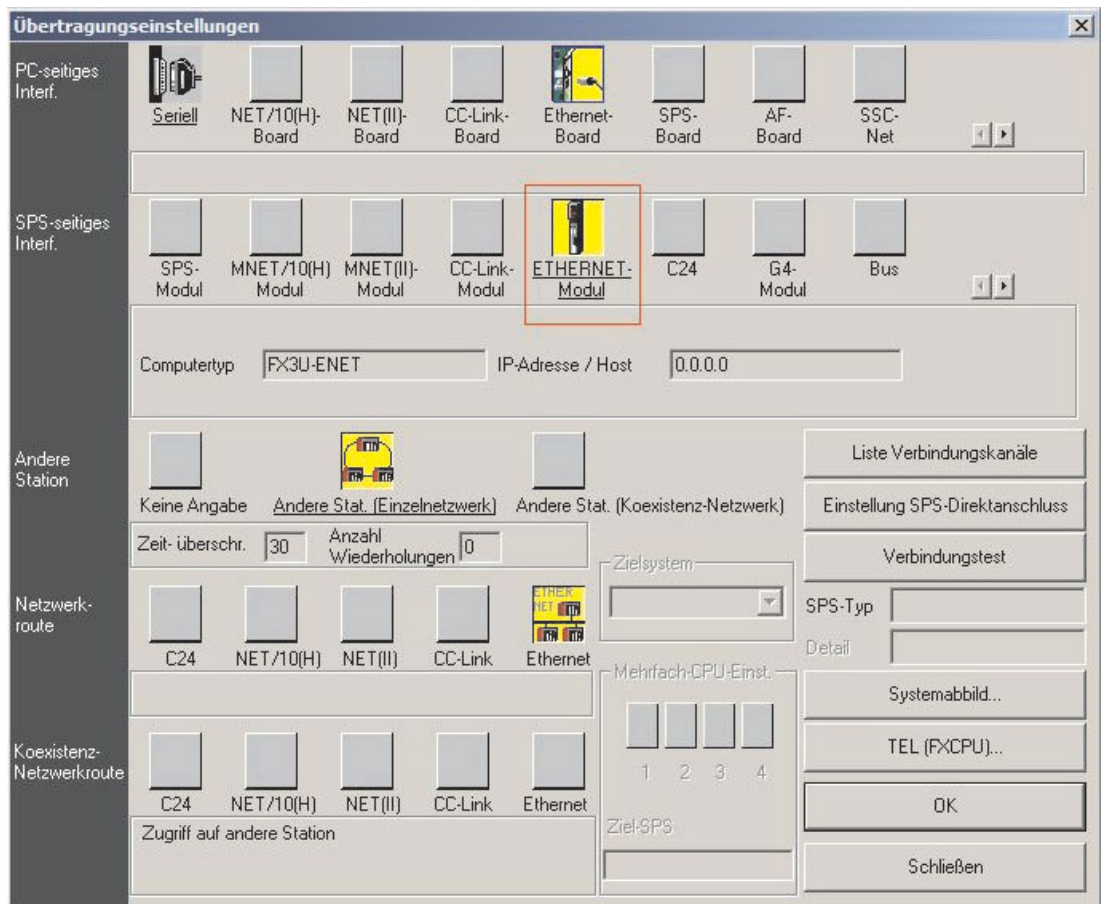 Übertragungseinstellungen
PC-seitiges
Interf.
Seriell
NET/10(H)-
Board
NET(II)-
Board
CC-Link-
Board
Ethernet-
Board
SPS-
Board
AF-
Board
SSC-
Net
SPS-seitiges
Interf.
SPS-
Modul
MNET/10(H)
Modul
MNET(II)-
Modul
CC-Link-
Modul
ETHERNET-
Modul
C24
G4-
Modul
Bus
Computertyp FX3U-ENET IP-Adresse / Host 0.0.0.0
Andere
Station
Keine Angabe Andere Stat. (Einzelnetzwerk) Andere Stat. (Koexistenz-Netzwerk)
Zeit- überschr. 30 Anzahl
Wiederholungen 0
Liste Verbindungskanäle
Einstellung SPS-Direktanschluss
Verbindungstest
Zielsystem
SPS-Typ
Detail
Netzwerk-
route
ETHER
NET
C24 NET/10(H) NET(II) CC-Link Ethernet
Mehrfach-CPU-Einst.
1 2 3 4
Systemabbild...
TEL (FXCPU)...
Koexistenz-
Netzwerkroute
C24 NET/10(H) NET(II) CC-Link Ethernet
Zugriff auf andere Station
Ziel-SPS
OK
Schließen